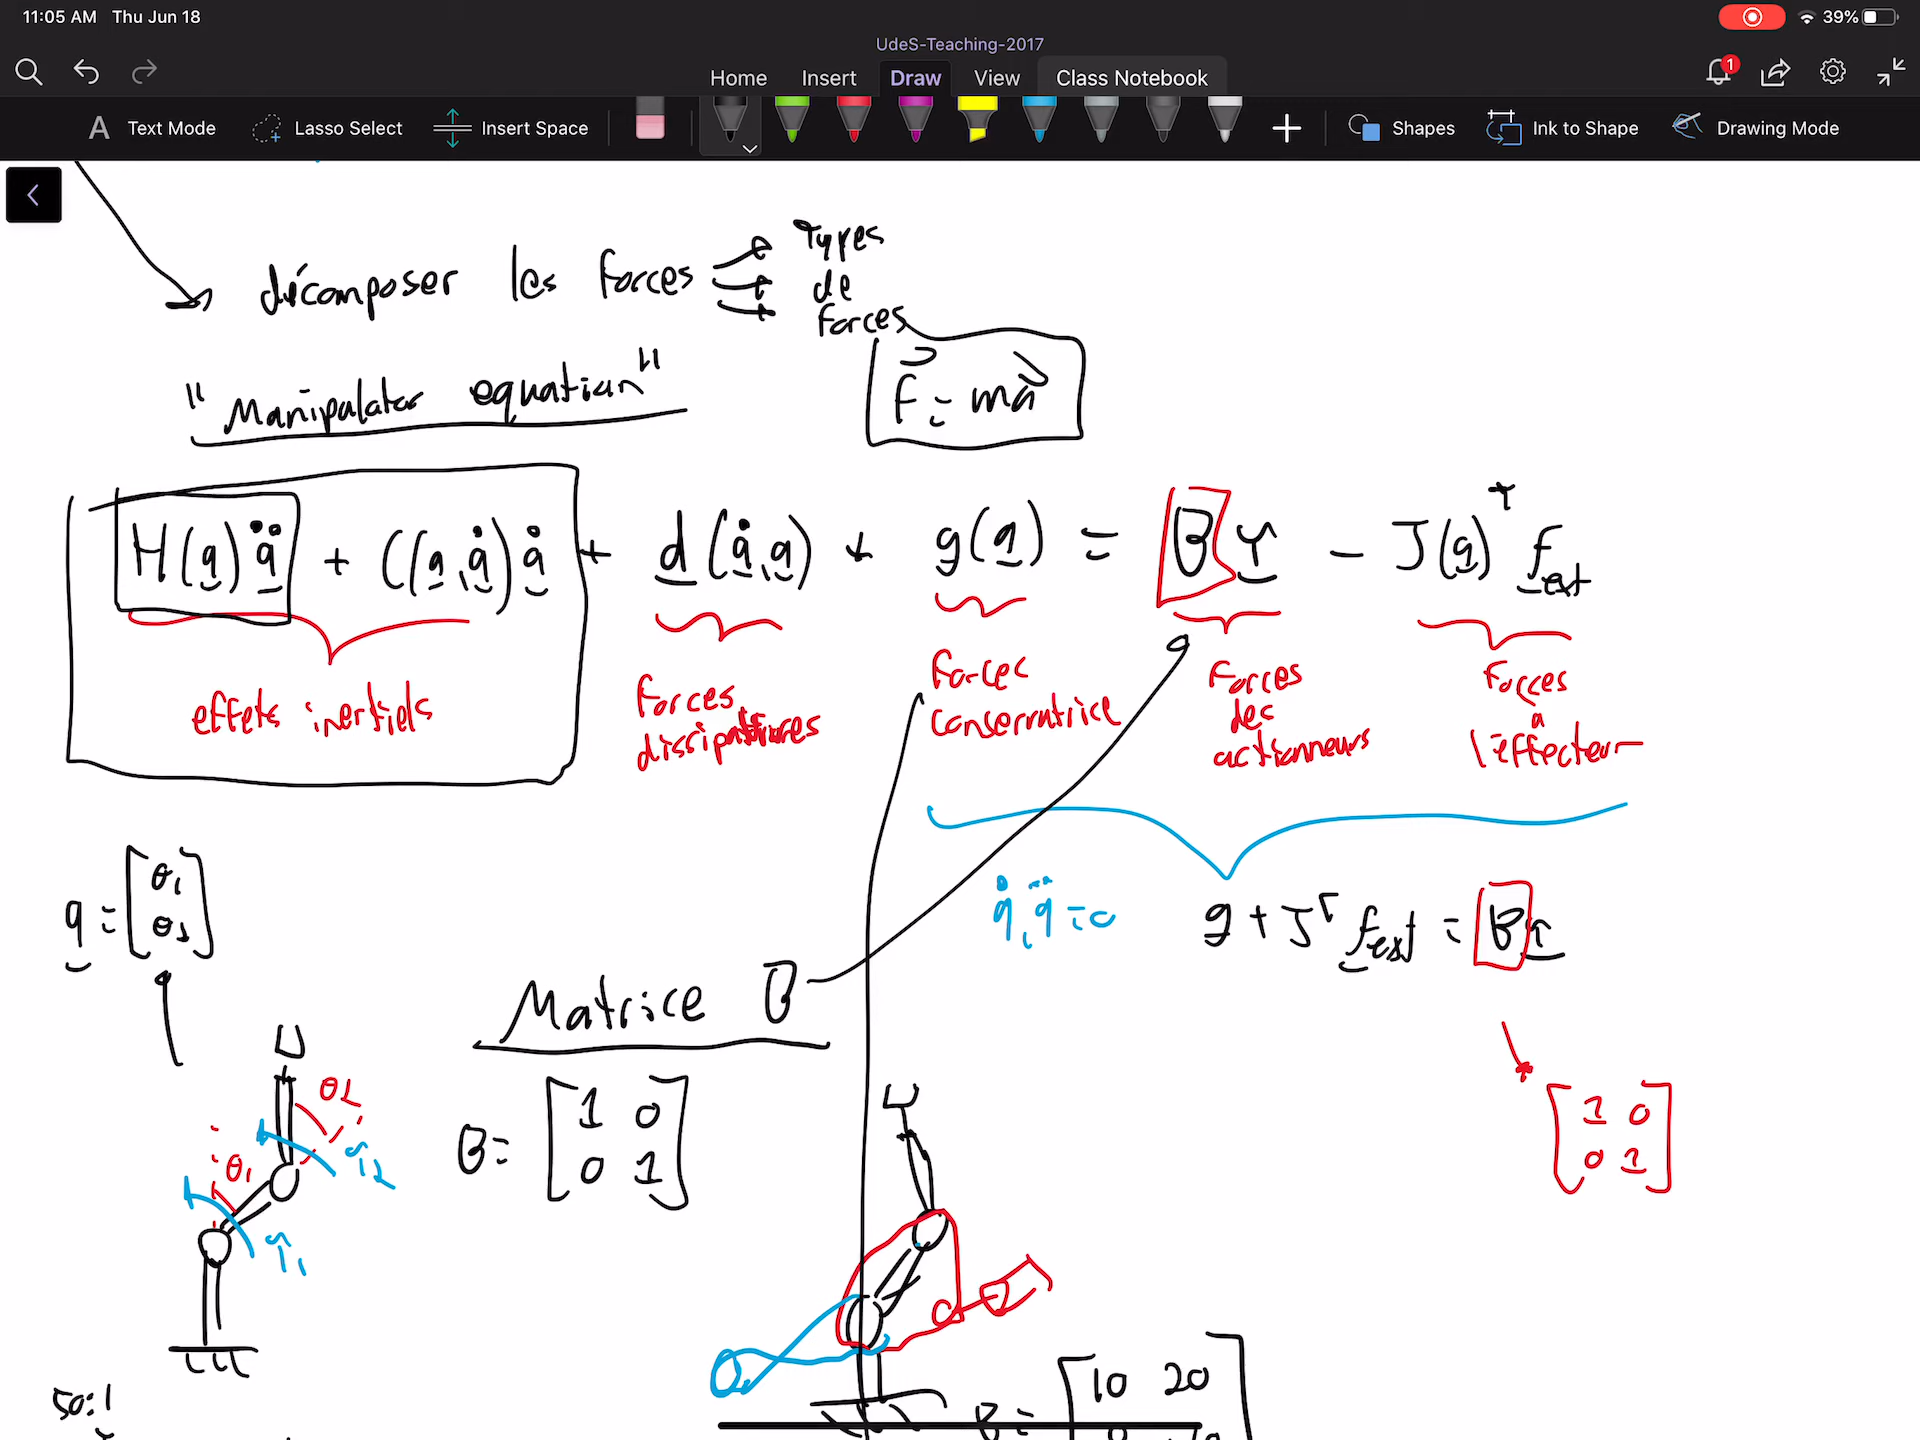 11:05 AM Thu Jun 18
39%
UdeS-Teaching-2017
Home Insert Draw View Class Notebook
1
Text Mode Lasso Select Insert Space Shapes Ink to Shape Drawing Mode
décomposer les forces
Types
de
forces
"Manipulator equation"
F = ma
H(q)q̈ + C(q,q̇)q̇ + d(q̇,q) + g(q) = Bτ - J(q)ᵀ f_ext
effets inertiels
Forces
dissipatives
Forces
conservatrice
Forces
des
actionneurs
Forces
à
l'effecteur
q = [θ₁
θ₂]
q̇, q̈ = 0
g + Jᵀ f_ext = Bτ
Matrice B
B = [1 0
0 1]
[1 0
0 1]
θ₂
τ₂
θ₁
τ₁
50:1
B = [10 20